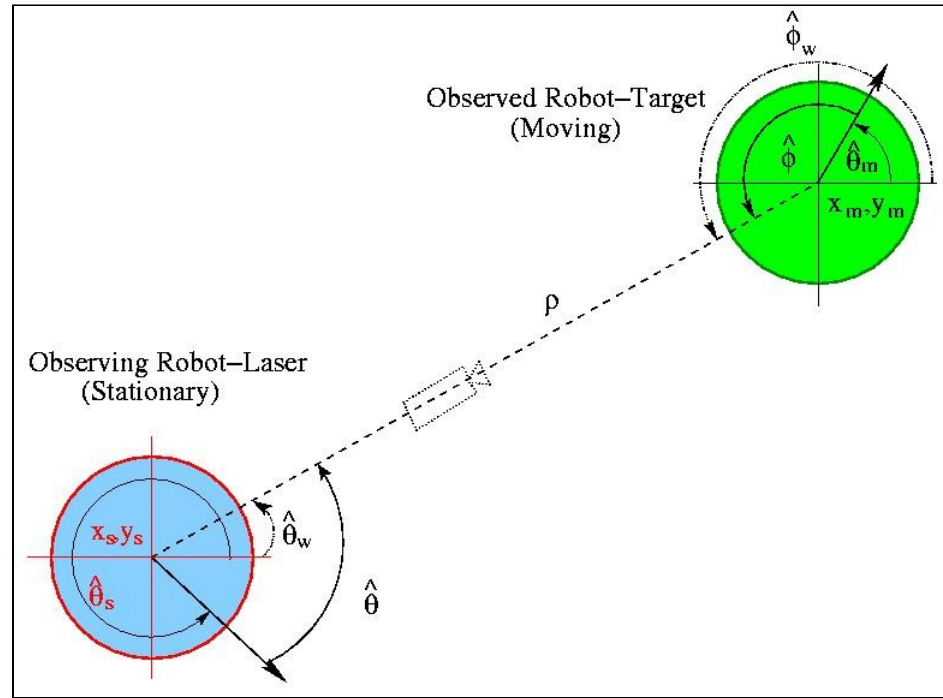 φ̂w
Observed Robot–Target
(Moving)
φ̂
θ̂m
xm,ym
ρ
Observing Robot–Laser
(Stationary)
xs,ys
θ̂w
θ̂s
θ̂